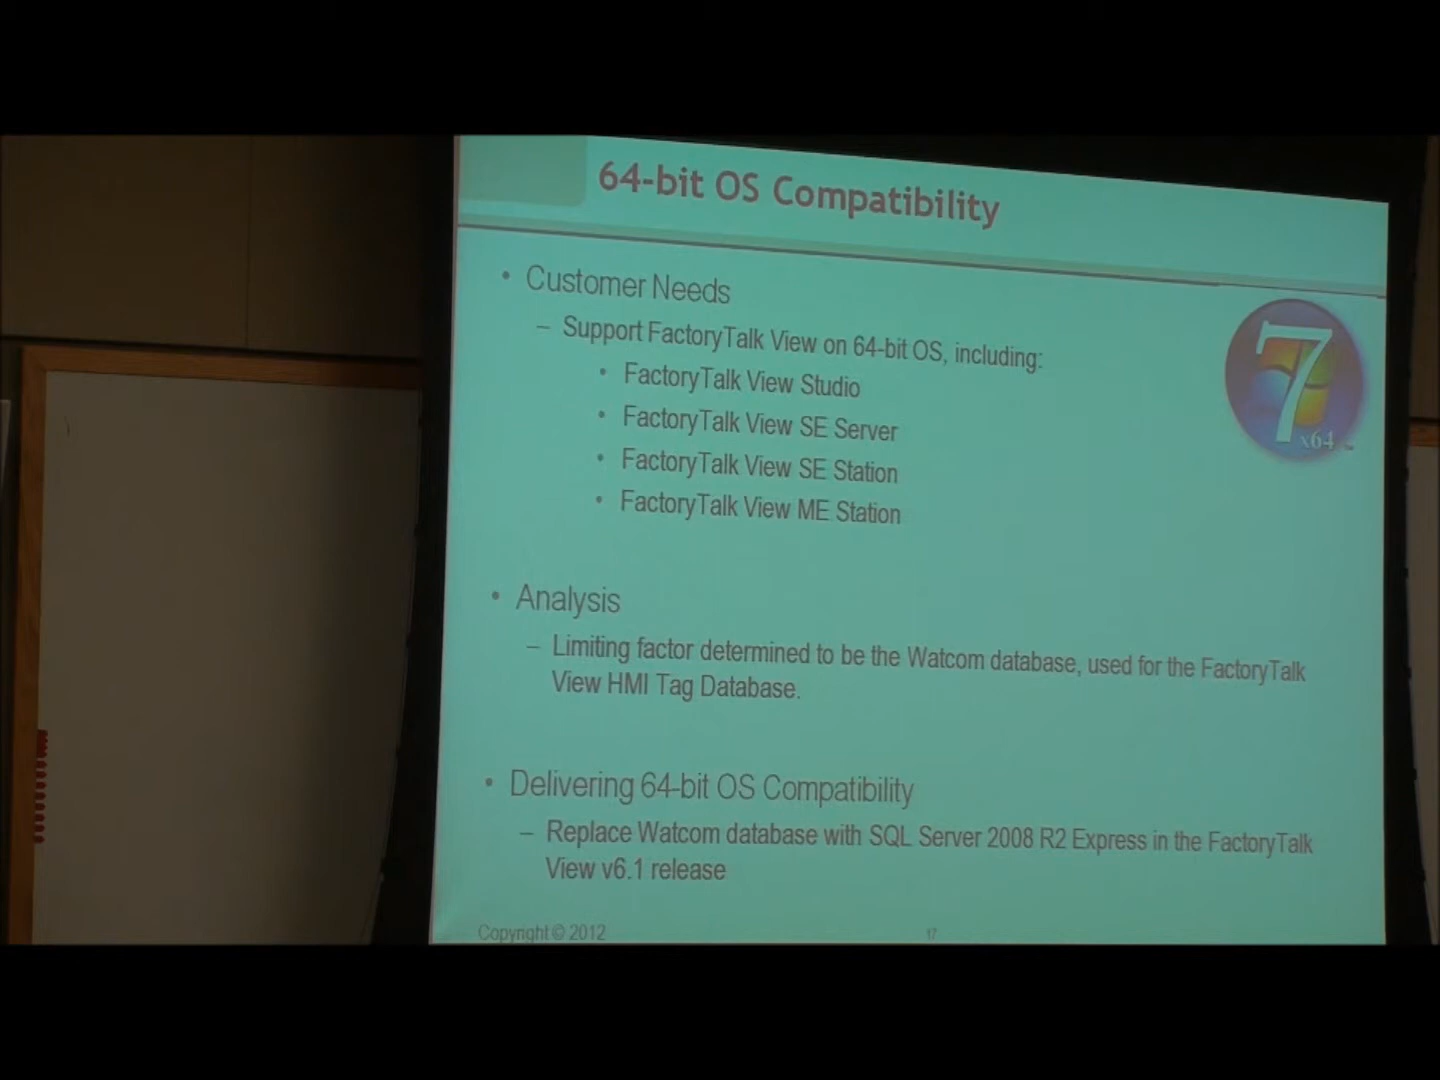 64-bit OS Compatibility
• Customer Needs
– Support FactoryTalk View on 64-bit OS, including:
• FactoryTalk View Studio
• FactoryTalk View SE Server
• FactoryTalk View SE Station
• FactoryTalk View ME Station
7
x64
• Analysis
– Limiting factor determined to be the Watcom database, used for the FactoryTalk
View HMI Tag Database.
• Delivering 64-bit OS Compatibility
– Replace Watcom database with SQL Server 2008 R2 Express in the FactoryTalk
View v6.1 release
Copyright © 2012
17